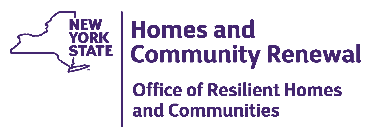 NEW
YORK
STATE
Homes and
Community Renewal
Office of Resilient Homes
and Communities